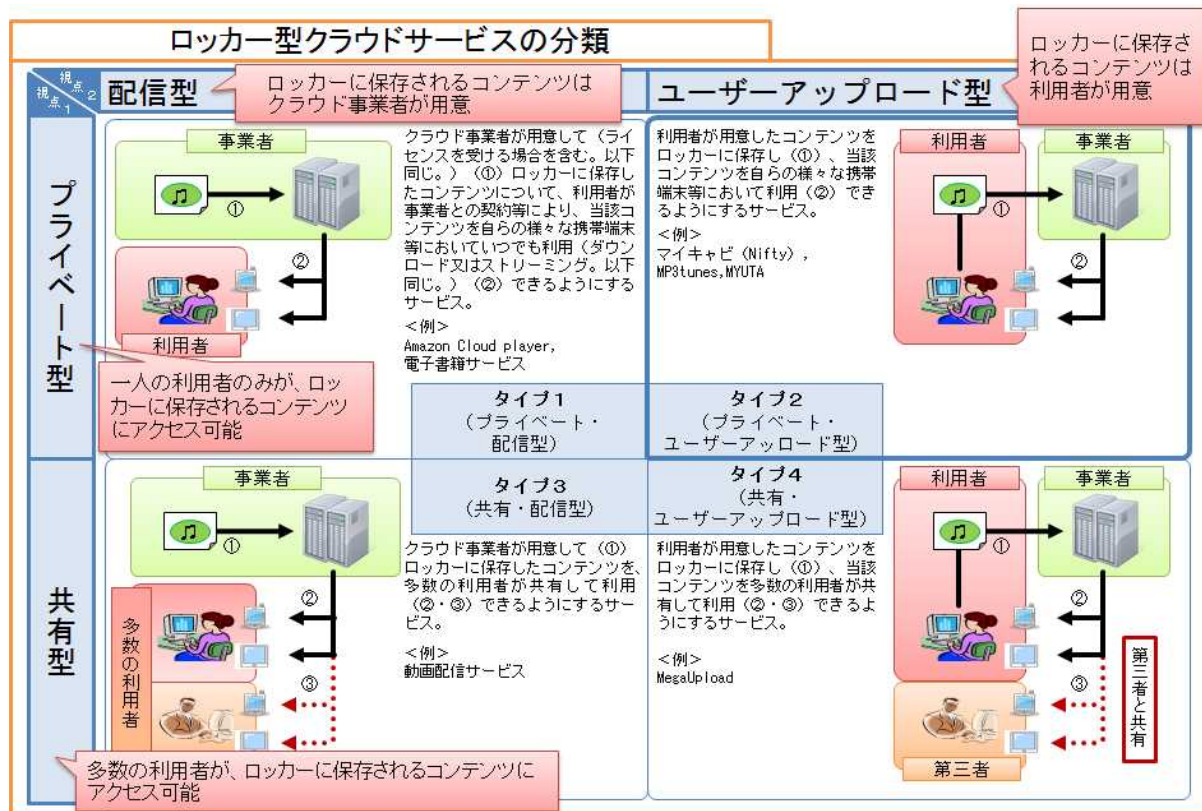 ロッカー型クラウドサービスの分類
ロッカーに保存さ
れるコンテンツは
利用者が用意
視点2
視点1
配信型
ロッカーに保存されるコンテンツは
クラウド事業者が用意
ユーザーアップロード型
プライベート型
事業者
①
②
利用者
クラウド事業者が用意して（ライ
センスを受ける場合を含む。以下
同じ。）（①）ロッカーに保存し
たコンテンツについて、利用者が
事業者との契約等により、当該コ
ンテンツを自らの様々な携帯端末
等においていつでも利用（ダウン
ロード又はストリーミング。以下
同じ。）（②）できるようにする
サービス。
＜例＞
Amazon Cloud player,
電子書籍サービス
一人の利用者のみが、ロッ
カーに保存されるコンテンツ
にアクセス可能
利用者が用意したコンテンツを
ロッカーに保存し（①）、当該
コンテンツを自らの様々な携帯
端末等において利用（②）でき
るようにするサービス。
＜例＞
マイキャビ（Nifty）,
MP3tunes,MYUTA
利用者
事業者
①
②
タイプ1
（プライベート・
配信型）
タイプ2
（プライベート・
ユーザーアッロード型）
タイプ3
（共有・配信型）
タイプ4
（共有・
ユーザーアップロード型）
共有型
事業者
①
②
③
多数の利用者
クラウド事業者が用意して（①）
ロッカーに保存したコンテンツを、
多数の利用者が共有して利用
（②・③）できるようにするサー
ビス。
＜例＞
動画配信サービス
多数の利用者が、ロッカーに保存されるコンテンツに
アクセス可能
利用者が用意したコンテンツを
ロッカーに保存し（①）、当該
コンテンツを多数の利用者が共
有して利用（②・③）できるよ
うにするサービス。
＜例＞
MegaUpload
利用者
事業者
①
②
③
第三者と共有
第三者